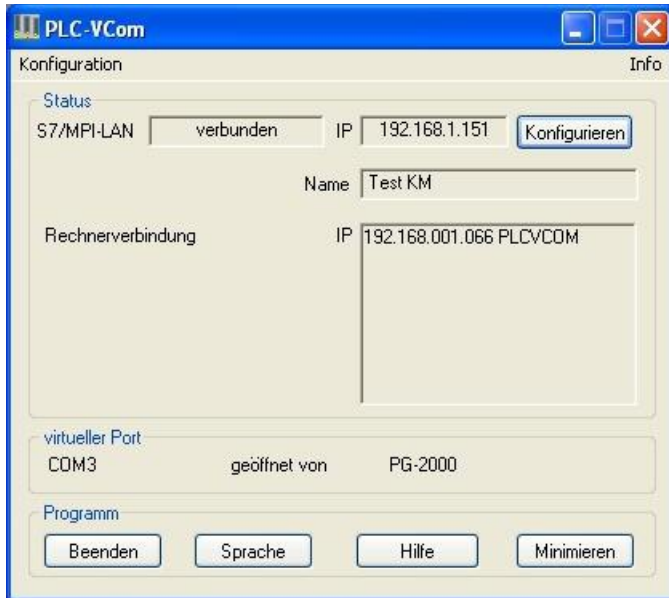 PLC-VCom
Konfiguration Info
Status
S7/MPI-LAN verbunden IP 192.168.1.151 Konfigurieren
Name Test KM
Rechnerverbindung IP 192.168.001.066 PLCVCOM
virtueller Port
COM3 geöffnet von PG-2000
Programm
Beenden Sprache Hilfe Minimieren